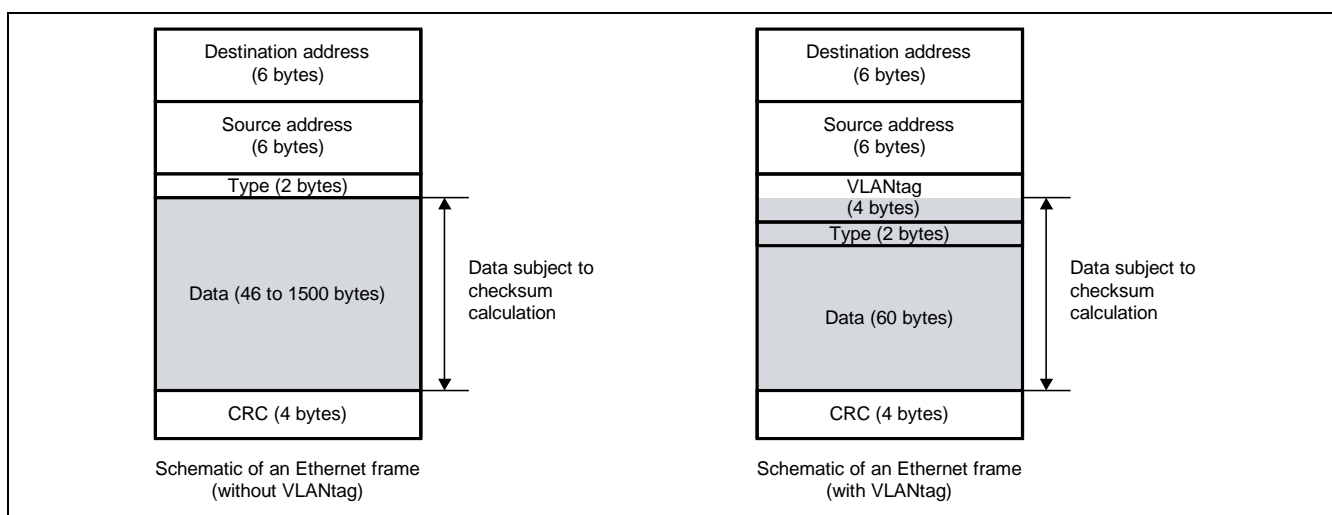 Destination address
(6 bytes)
Source address
(6 bytes)
Type (2 bytes)
Data (46 to 1500 bytes)
CRC (4 bytes)
Data subject to
checksum
calculation
Schematic of an Ethernet frame
(without VLANtag)
Destination address
(6 bytes)
Source address
(6 bytes)
VLANtag
(4 bytes)
Type (2 bytes)
Data (60 bytes)
CRC (4 bytes)
Data subject to
checksum
calculation
Schematic of an Ethernet frame
(with VLANtag)